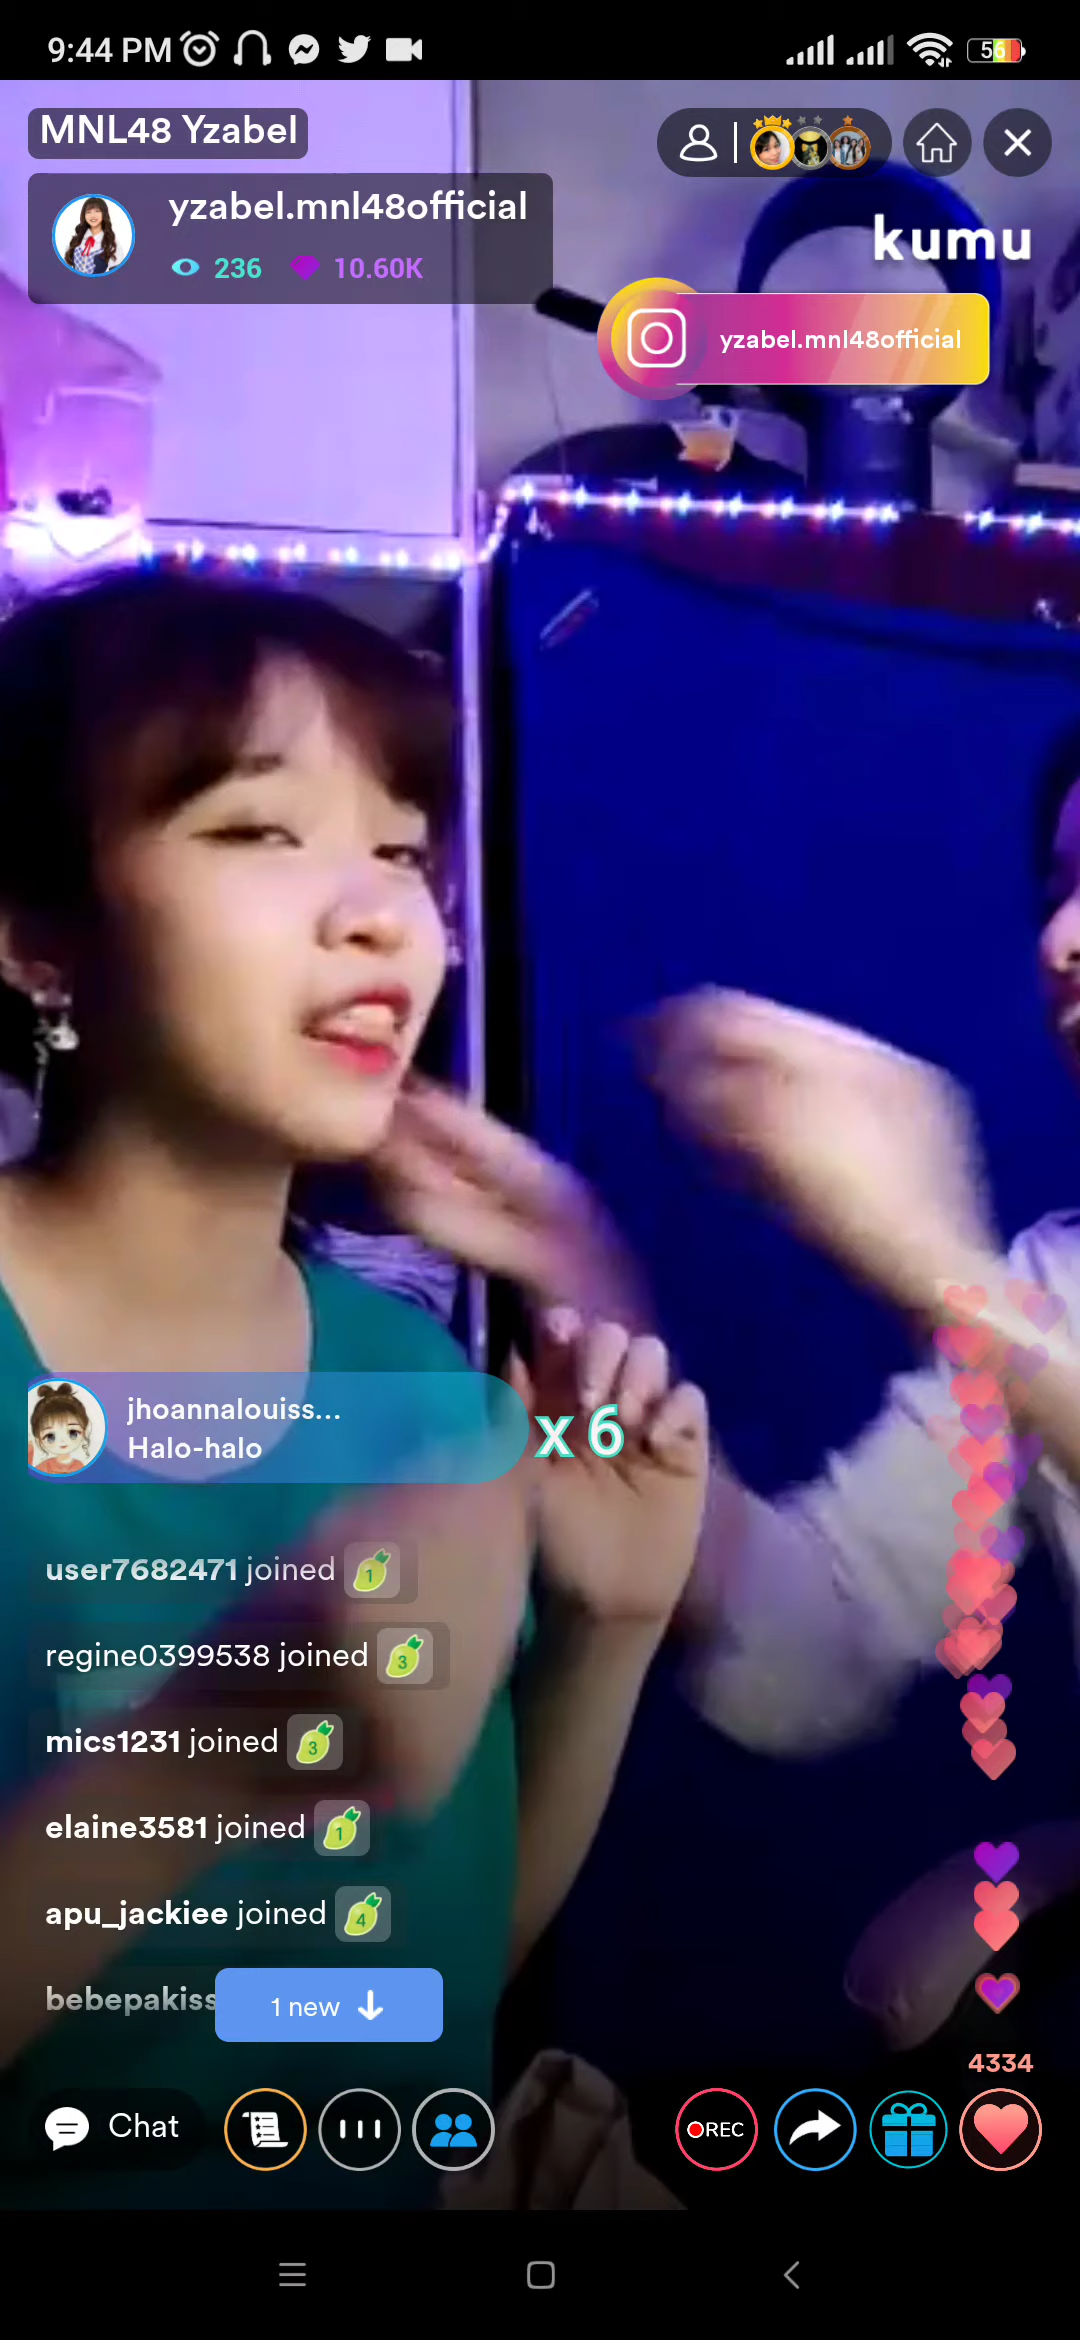 9:44 PM
56
MNL48 Yzabel
yzabel.mnl48official
236 10.60K
kumu
yzabel.mnl48official
jhoannalouiss...
Halo-halo
x 6
user7682471 joined 1
regine0399538 joined 3
mics1231 joined 3
elaine3581 joined 1
apu_jackiee joined 4
bebepakiss
1 new
4334
Chat
REC